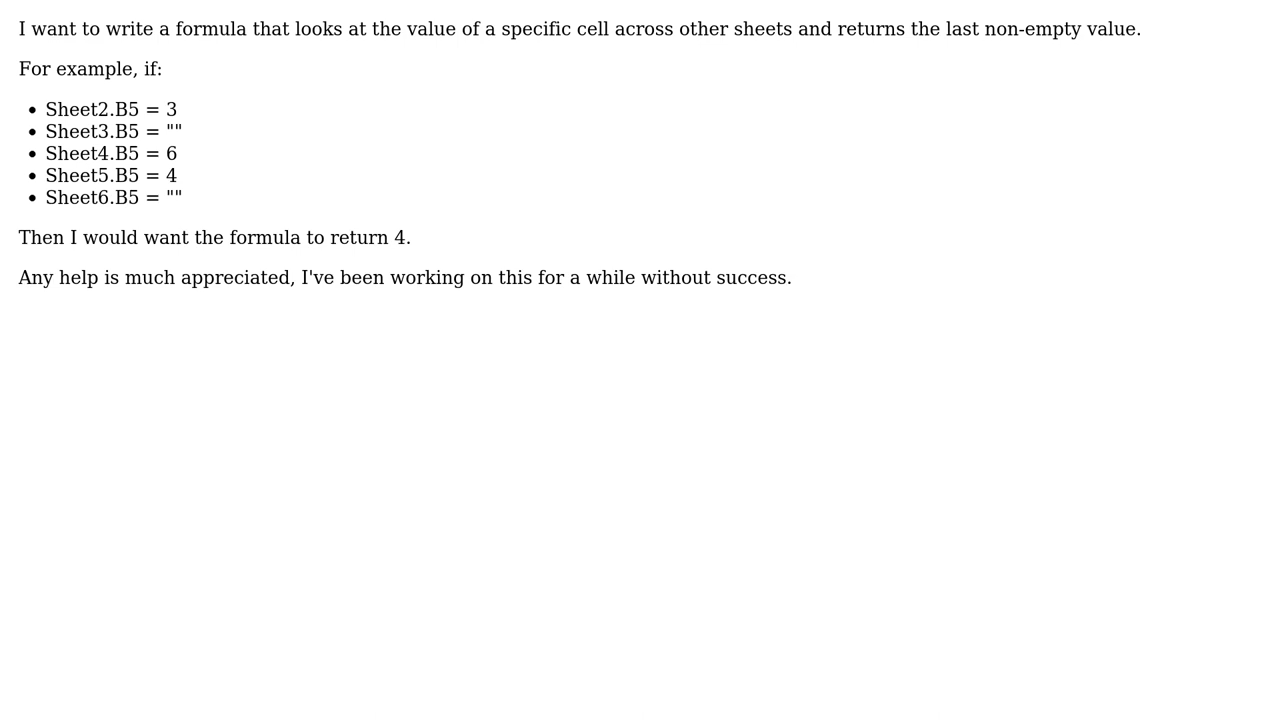 I want to write a formula that looks at the value of a specific cell across other sheets and returns the last non-empty value.
For example, if:
• Sheet2.B5 = 3
• Sheet3.B5 = ""
• Sheet4.B5 = 6
• Sheet5.B5 = 4
• Sheet6.B5 = ""
Then I would want the formula to return 4.
Any help is much appreciated, I've been working on this for a while without success.